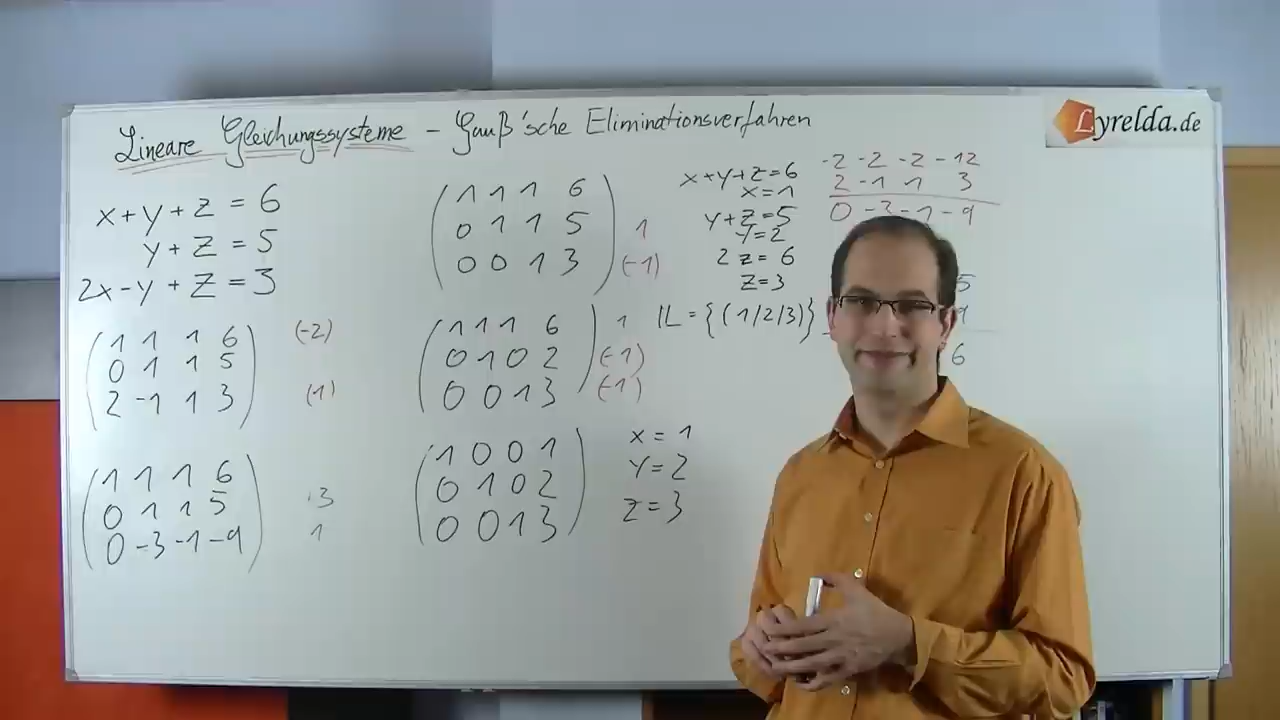 Lineare Gleichungssysteme – Gauß'sche Eliminationsverfahren
Lyrelda.de
x+y+z = 6
y+z = 5
2x-y+z = 3
1 1 1 6 (-2)
0 1 1 5
2 -1 1 3 (1)
1 1 1 6
0 1 1 5 ·3
0 -3 -1 -9 1
1 1 1 6
0 1 1 5 1
0 0 1 3 (-1)
1 1 1 6 1
0 1 0 2 (-1)
0 0 1 3 (-1)
1 0 0 1
0 1 0 2
0 0 1 3
x = 1
y = 2
z = 3
x+y+z=6
x=1
y+z=5
y=2
2z=6
z=3
IL = {(1/2/3)}
-2 -2 -2 -12
2 -1 1 3
0 -3 -1 -9
5
6